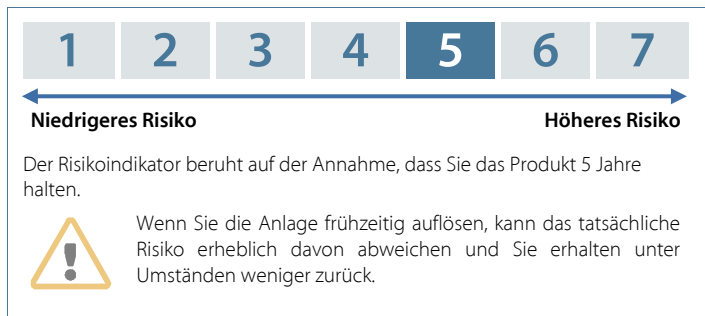 1 2 3 4 5 6 7
Niedrigeres Risiko Höheres Risiko
Der Risikoindikator beruht auf der Annahme, dass Sie das Produkt 5 Jahre
halten.
Wenn Sie die Anlage frühzeitig auflösen, kann das tatsächliche
Risiko erheblich davon abweichen und Sie erhalten unter
Umständen weniger zurück.